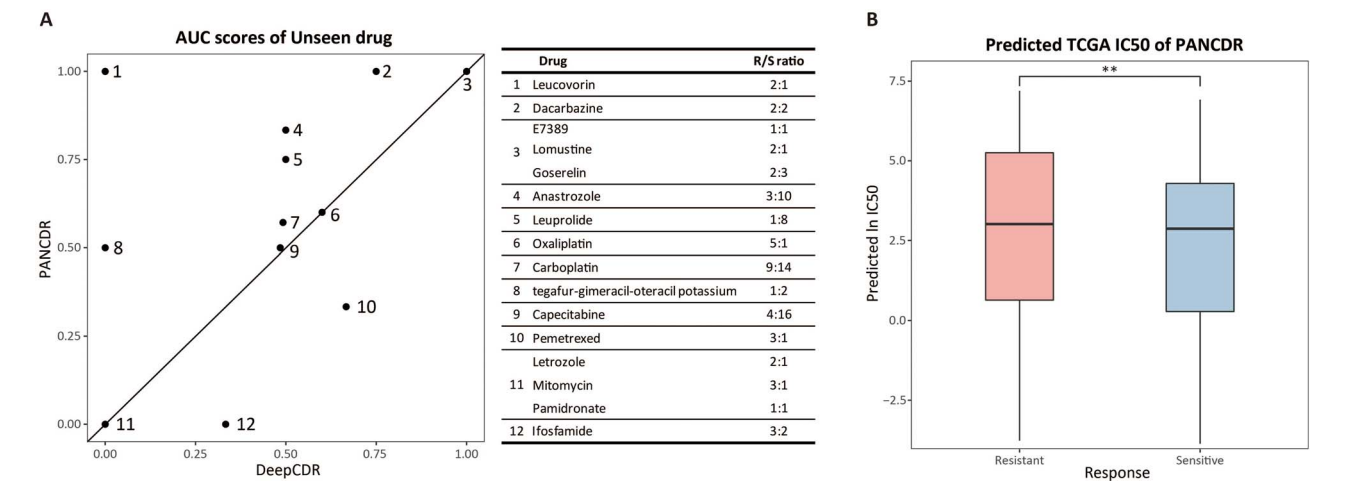 A
AUC scores of Unseen drug
PANCDR
1.00
0.75
0.50
0.25
0.00
1
2
3
4
5
6
7
8
9
10
11
12
0.00 0.25 0.50 0.75 1.00
DeepCDR
Drug R/S ratio
1 Leucovorin 2:1
2 Dacarbazine 2:2
E7389 1:1
3 Lomustine 2:1
Goserelin 2:3
4 Anastrozole 3:10
5 Leuprolide 1:8
6 Oxaliplatin 5:1
7 Carboplatin 9:14
8 tegafur-gimeracil-oteracil potassium 1:2
9 Capecitabine 4:16
10 Pemetrexed 3:1
Letrozole 2:1
11 Mitomycin 3:1
Pamidronate 1:1
12 Ifosfamide 3:2
B
Predicted TCGA IC50 of PANCDR
**
Predicted ln IC50
7.5
5.0
2.5
0.0
−2.5
Resistant Sensitive
Response